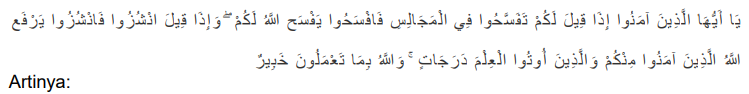 يَا أَيُّهَا الَّذِينَ آمَنُوا إِذَا قِيلَ لَكُمْ تَفَسَّحُوا فِي الْمَجَالِسِ فَافْسَحُوا يَفْسَحِ اللَّهُ لَكُمْ ۖ وَإِذَا قِيلَ انْشُزُوا فَانْشُزُوا يَرْفَعِ
اللَّهُ الَّذِينَ آمَنُوا مِنْكُمْ وَالَّذِينَ أُوتُوا الْعِلْمَ دَرَجَاتٍ ۚ وَاللَّهُ بِمَا تَعْمَلُونَ خَبِيرٌ
Artinya: